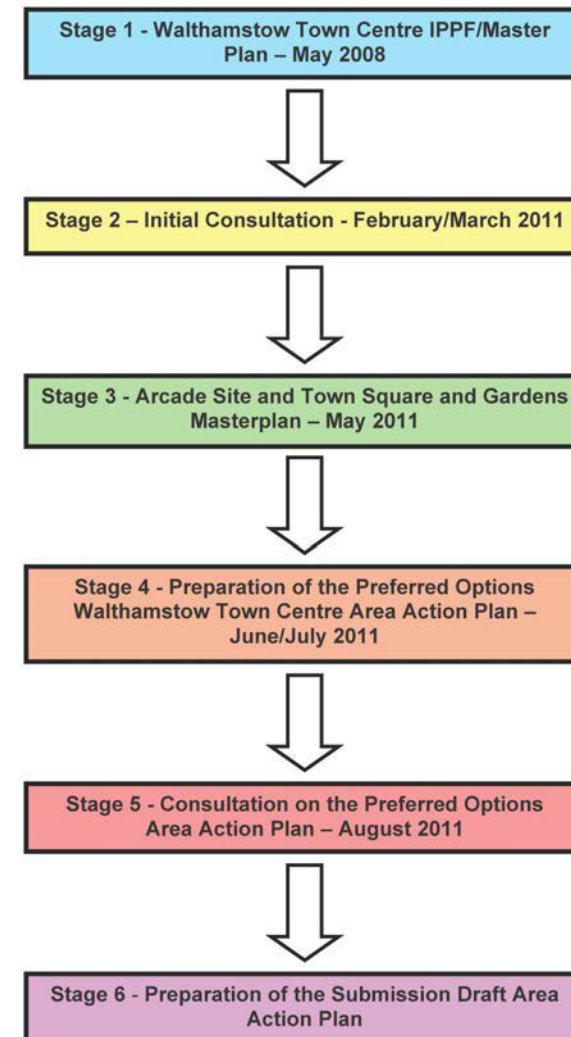 Stage 1 - Walthamstow Town Centre IPPF/Master
Plan – May 2008
Stage 2 – Initial Consultation - February/March 2011
Stage 3 - Arcade Site and Town Square and Gardens
Masterplan – May 2011
Stage 4 - Preparation of the Preferred Options
Walthamstow Town Centre Area Action Plan –
June/July 2011
Stage 5 - Consultation on the Preferred Options
Area Action Plan – August 2011
Stage 6 - Preparation of the Submission Draft Area
Action Plan